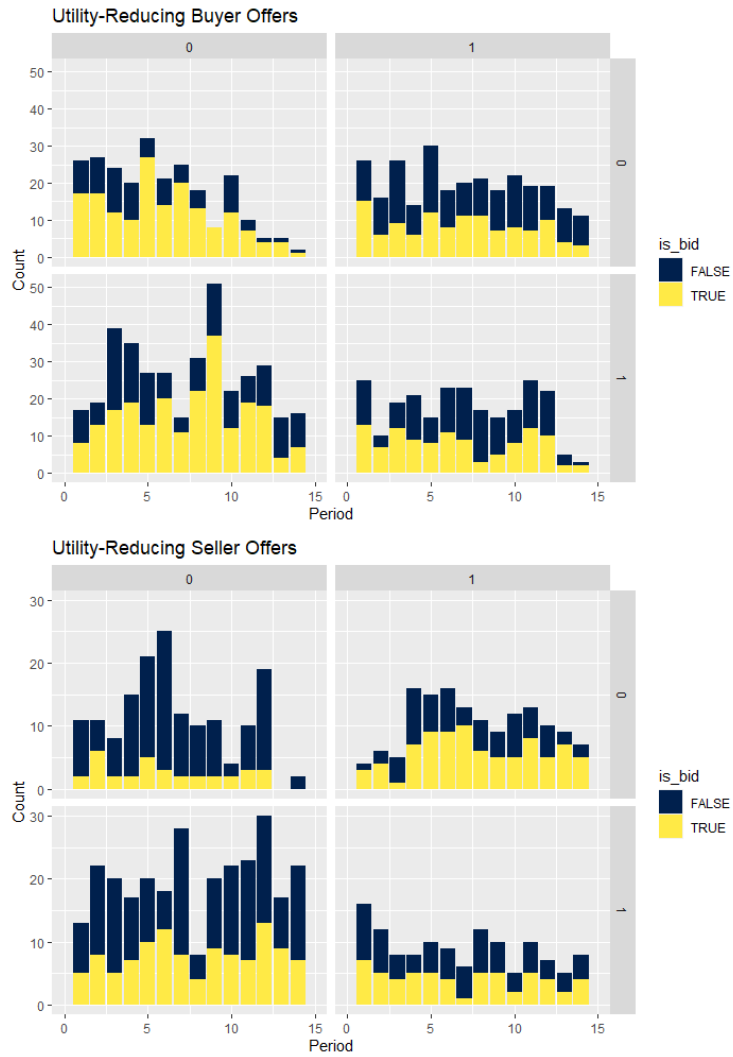 Utility-Reducing Buyer Offers
0 1
50
40
30
20
10
0
0
50
40
30
20
10
0
1
0 5 10 15 0 5 10 15
Count
Period
is_bid
FALSE
TRUE
Utility-Reducing Seller Offers
0 1
30
20
10
0
0
30
20
10
0
1
0 5 10 15 0 5 10 15
Count
Period
is_bid
FALSE
TRUE